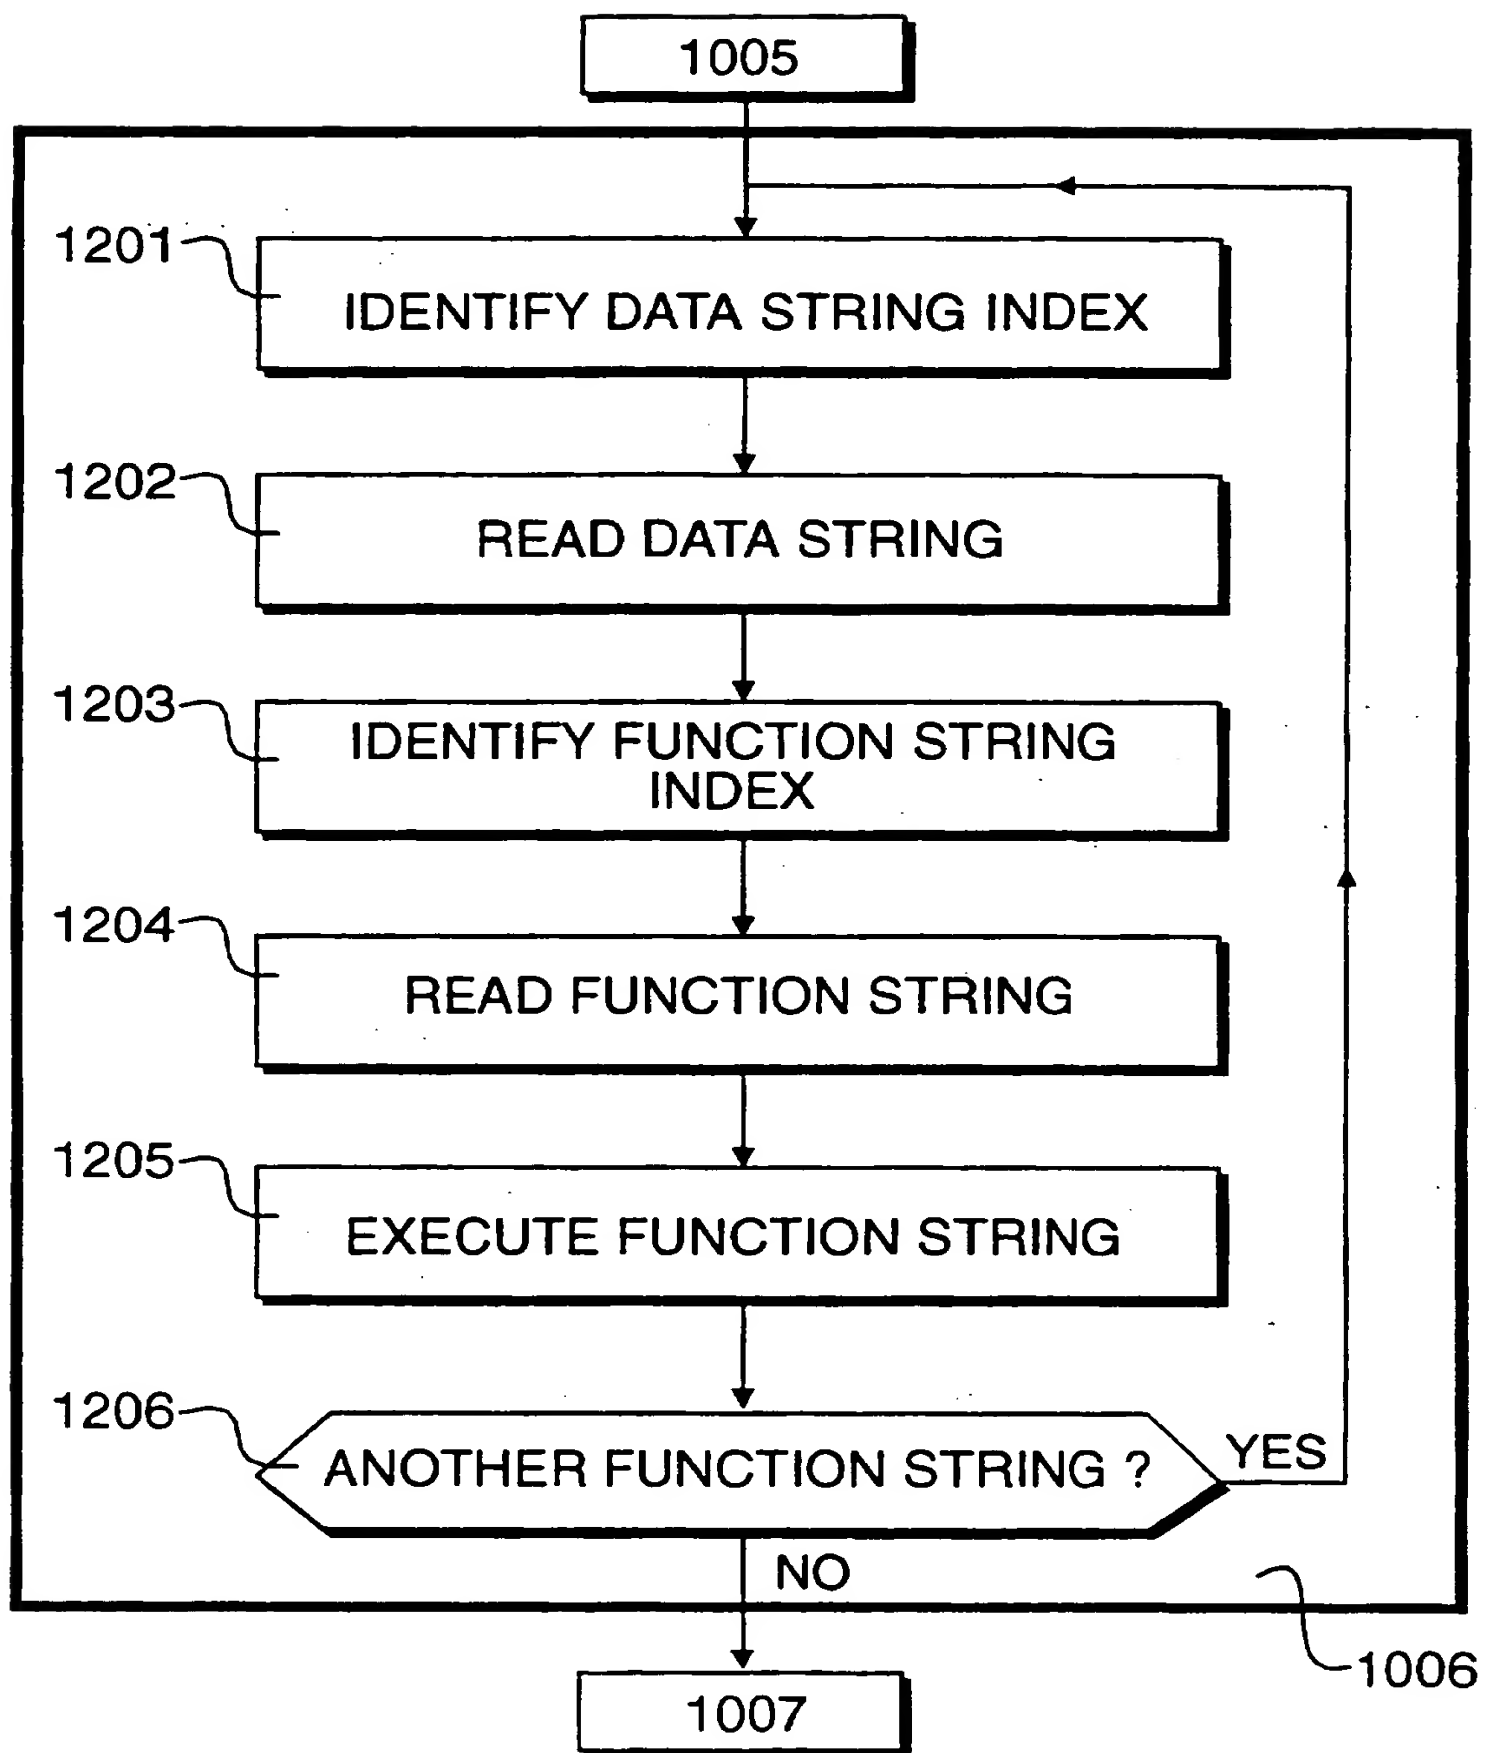 1005
1201
IDENTIFY DATA STRING INDEX
1202
READ DATA STRING
1203
IDENTIFY FUNCTION STRING
INDEX
1204
READ FUNCTION STRING
1205
EXECUTE FUNCTION STRING
1206
ANOTHER FUNCTION STRING ?
YES
NO
1006
1007